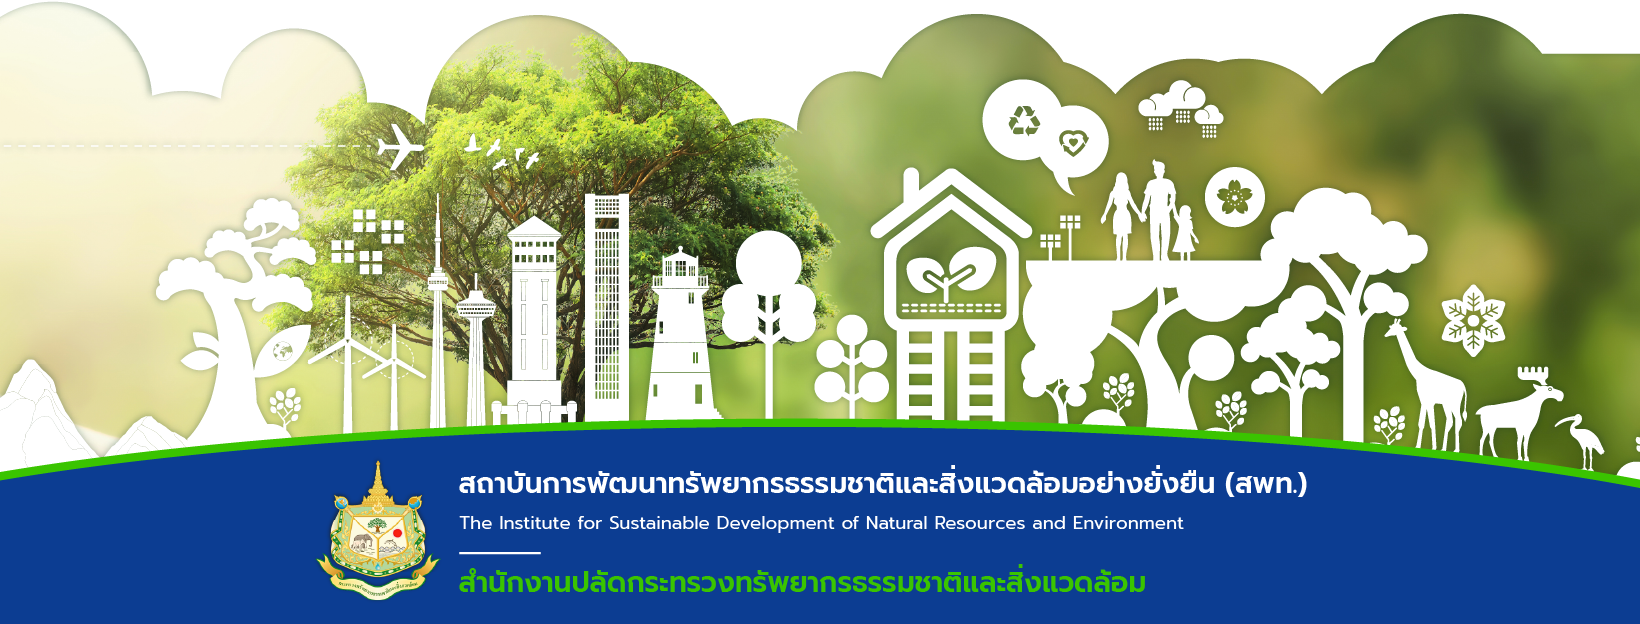 สถาบันการพัฒนาทรัพยากรธรรมชาติและสิ่งแวดล้อมอย่างยั่งยืน (สพท.)
The Institute for Sustainable Development of Natural Resources and Environment
สำนักงานปลัดกระทรวงทรัพยากรธรรมชาติและสิ่งแวดล้อม